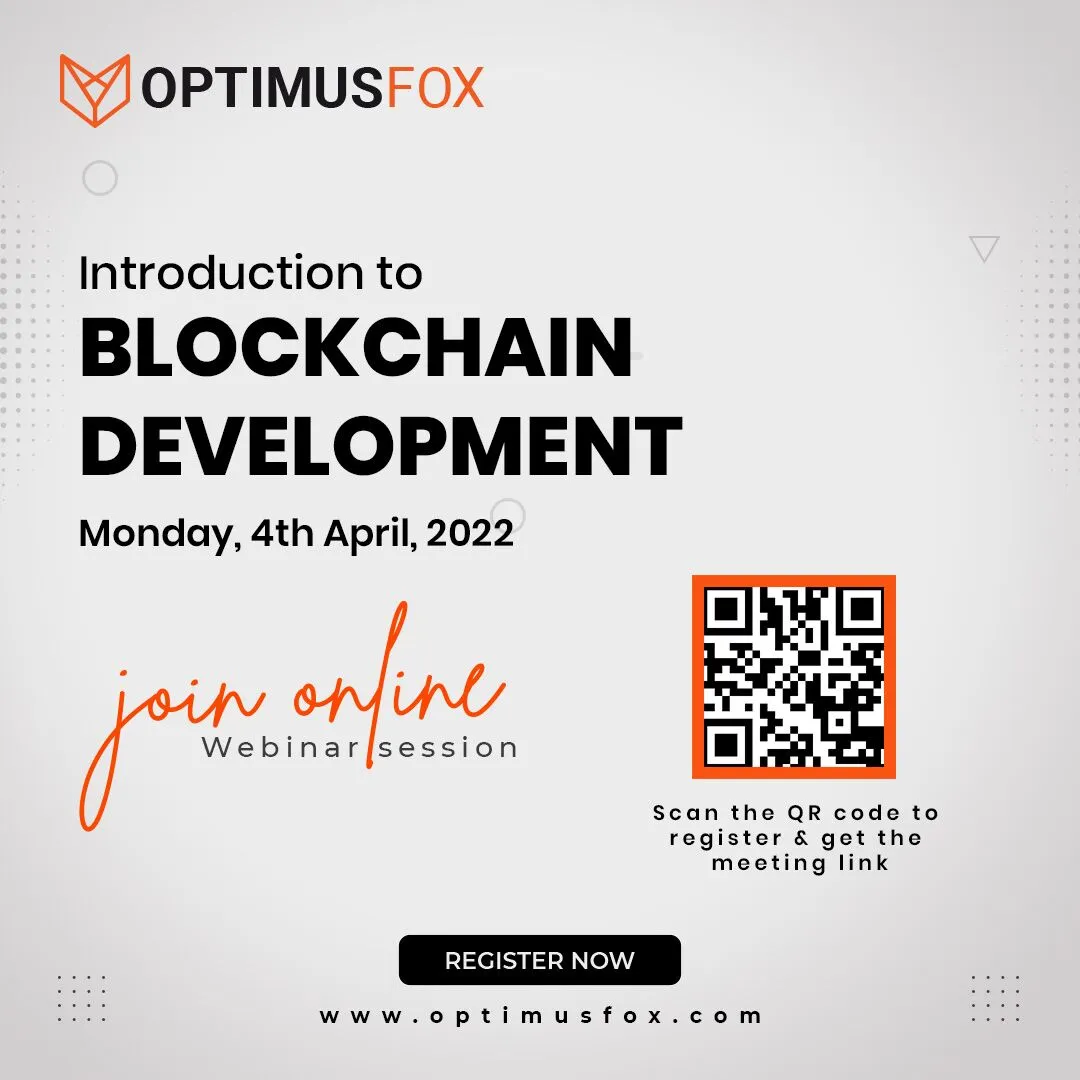 OPTIMUSFOX
Introduction to
BLOCKCHAIN
DEVELOPMENT
Monday, 4th April, 2022
join online
Webinar session
Scan the QR code to
register & get the
meeting link
REGISTER NOW
www.optimusfox.com